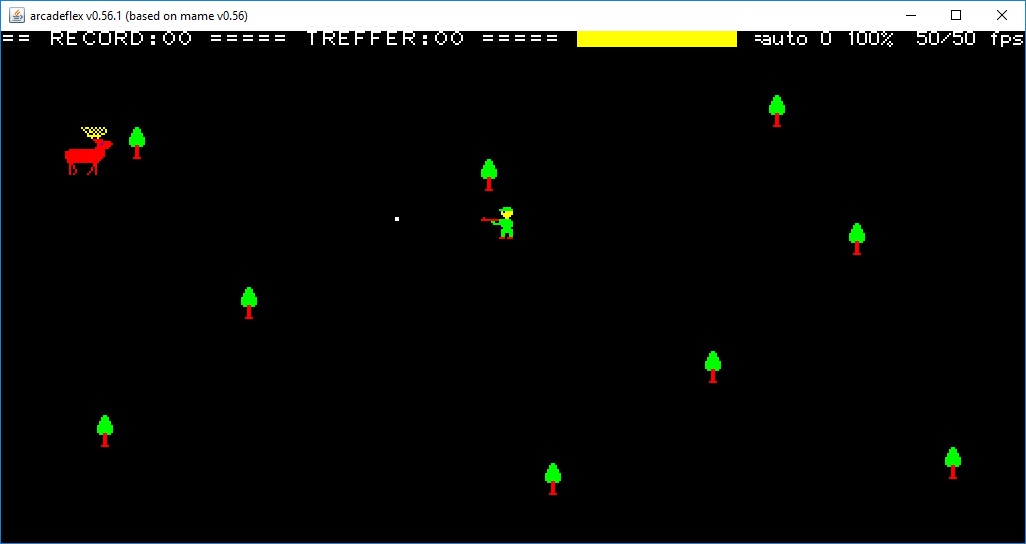 arcadeflex v0.56.1 (based on mame v0.56)
== RECORD:00 ===== TREFFER:00 ===== =auto 0 100% 50/50 fps